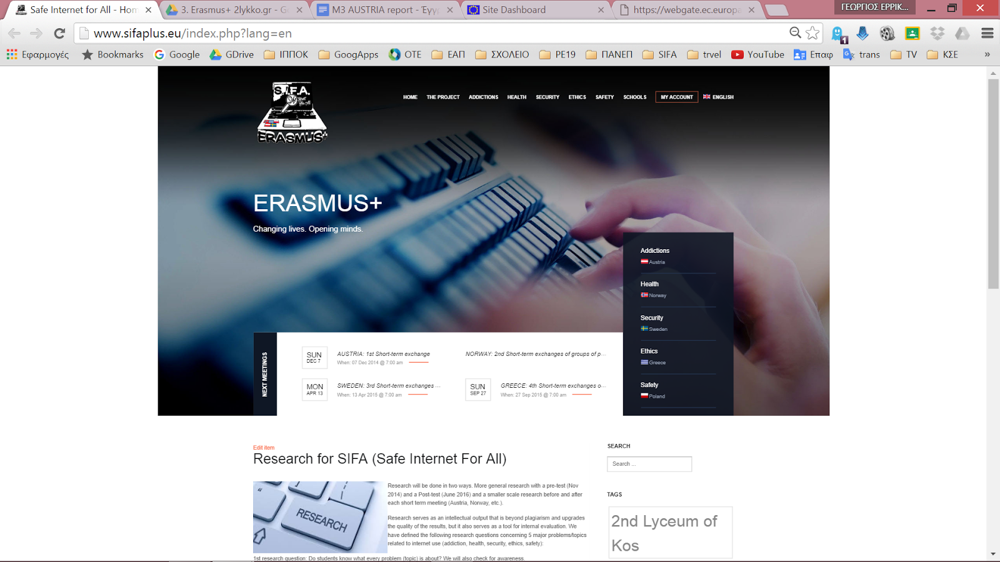 Safe Internet for All - Hom
3. Erasmus+ 2lykko.gr - G
M3 AUSTRIA report - Έγγρ
Site Dashboard
https://webgate.ec.europa
ΓΕΩΡΓΙΟΣ ΕΡΡΙΚ...
www.sifaplus.eu/index.php?lang=en
1
Εφαρμογές
Bookmarks
Google
GDrive
ΙΠΠΟΚ
GoogApps
OTE
ΕΑΠ
ΣΧΟΛΕΙΟ
PE19
ΠΑΝΕΠ
SIFA
trvel
YouTube
Επαφ
trans
TV
ΚΣΕ
»
S.I.F.A.
Safe Internet
For All
ERASMUS+
HOME
THE PROJECT
ADDICTIONS
HEALTH
SECURITY
ETHICS
SAFETY
SCHOOLS
MY ACCOUNT
ENGLISH
ERASMUS+
Changing lives. Opening minds.
Addictions
Austria
Health
Norway
Security
Sweden
Ethics
Greece
Safety
Poland
NEXT MEETINGS
SUN
DEC 7
AUSTRIA: 1st Short-term exchange
When: 07 Dec 2014 @ 7:00 am
NORWAY: 2nd Short-term exchanges of groups of p...
MON
APR 13
SWEDEN: 3rd Short-term exchanges ...
When: 13 Apr 2015 @ 7:00 am
SUN
SEP 27
GREECE: 4th Short-term exchanges o...
When: 27 Sep 2015 @ 7:00 am
Edit item
Research for SIFA (Safe Internet For All)
RESEARCH
Research will be done in two ways. More general research with a pre-test (Nov
2014) and a Post-test (June 2016) and a smaller scale research before and after
each short term meeting (Austria, Norway, etc.).
Research serves as an intellectual output that is beyond plagiarism and upgrades
the quality of the results, but it also serves as a tool for internal evaluation. We
have defined the following research questions concerning 5 major problems/topics
related to internet use (addiction, health, security, ethics, safety):
1st research question: Do students know what every problem (topic) is about? We will also check for awareness.
SEARCH
Search ...
TAGS
2nd Lyceum of
Kos